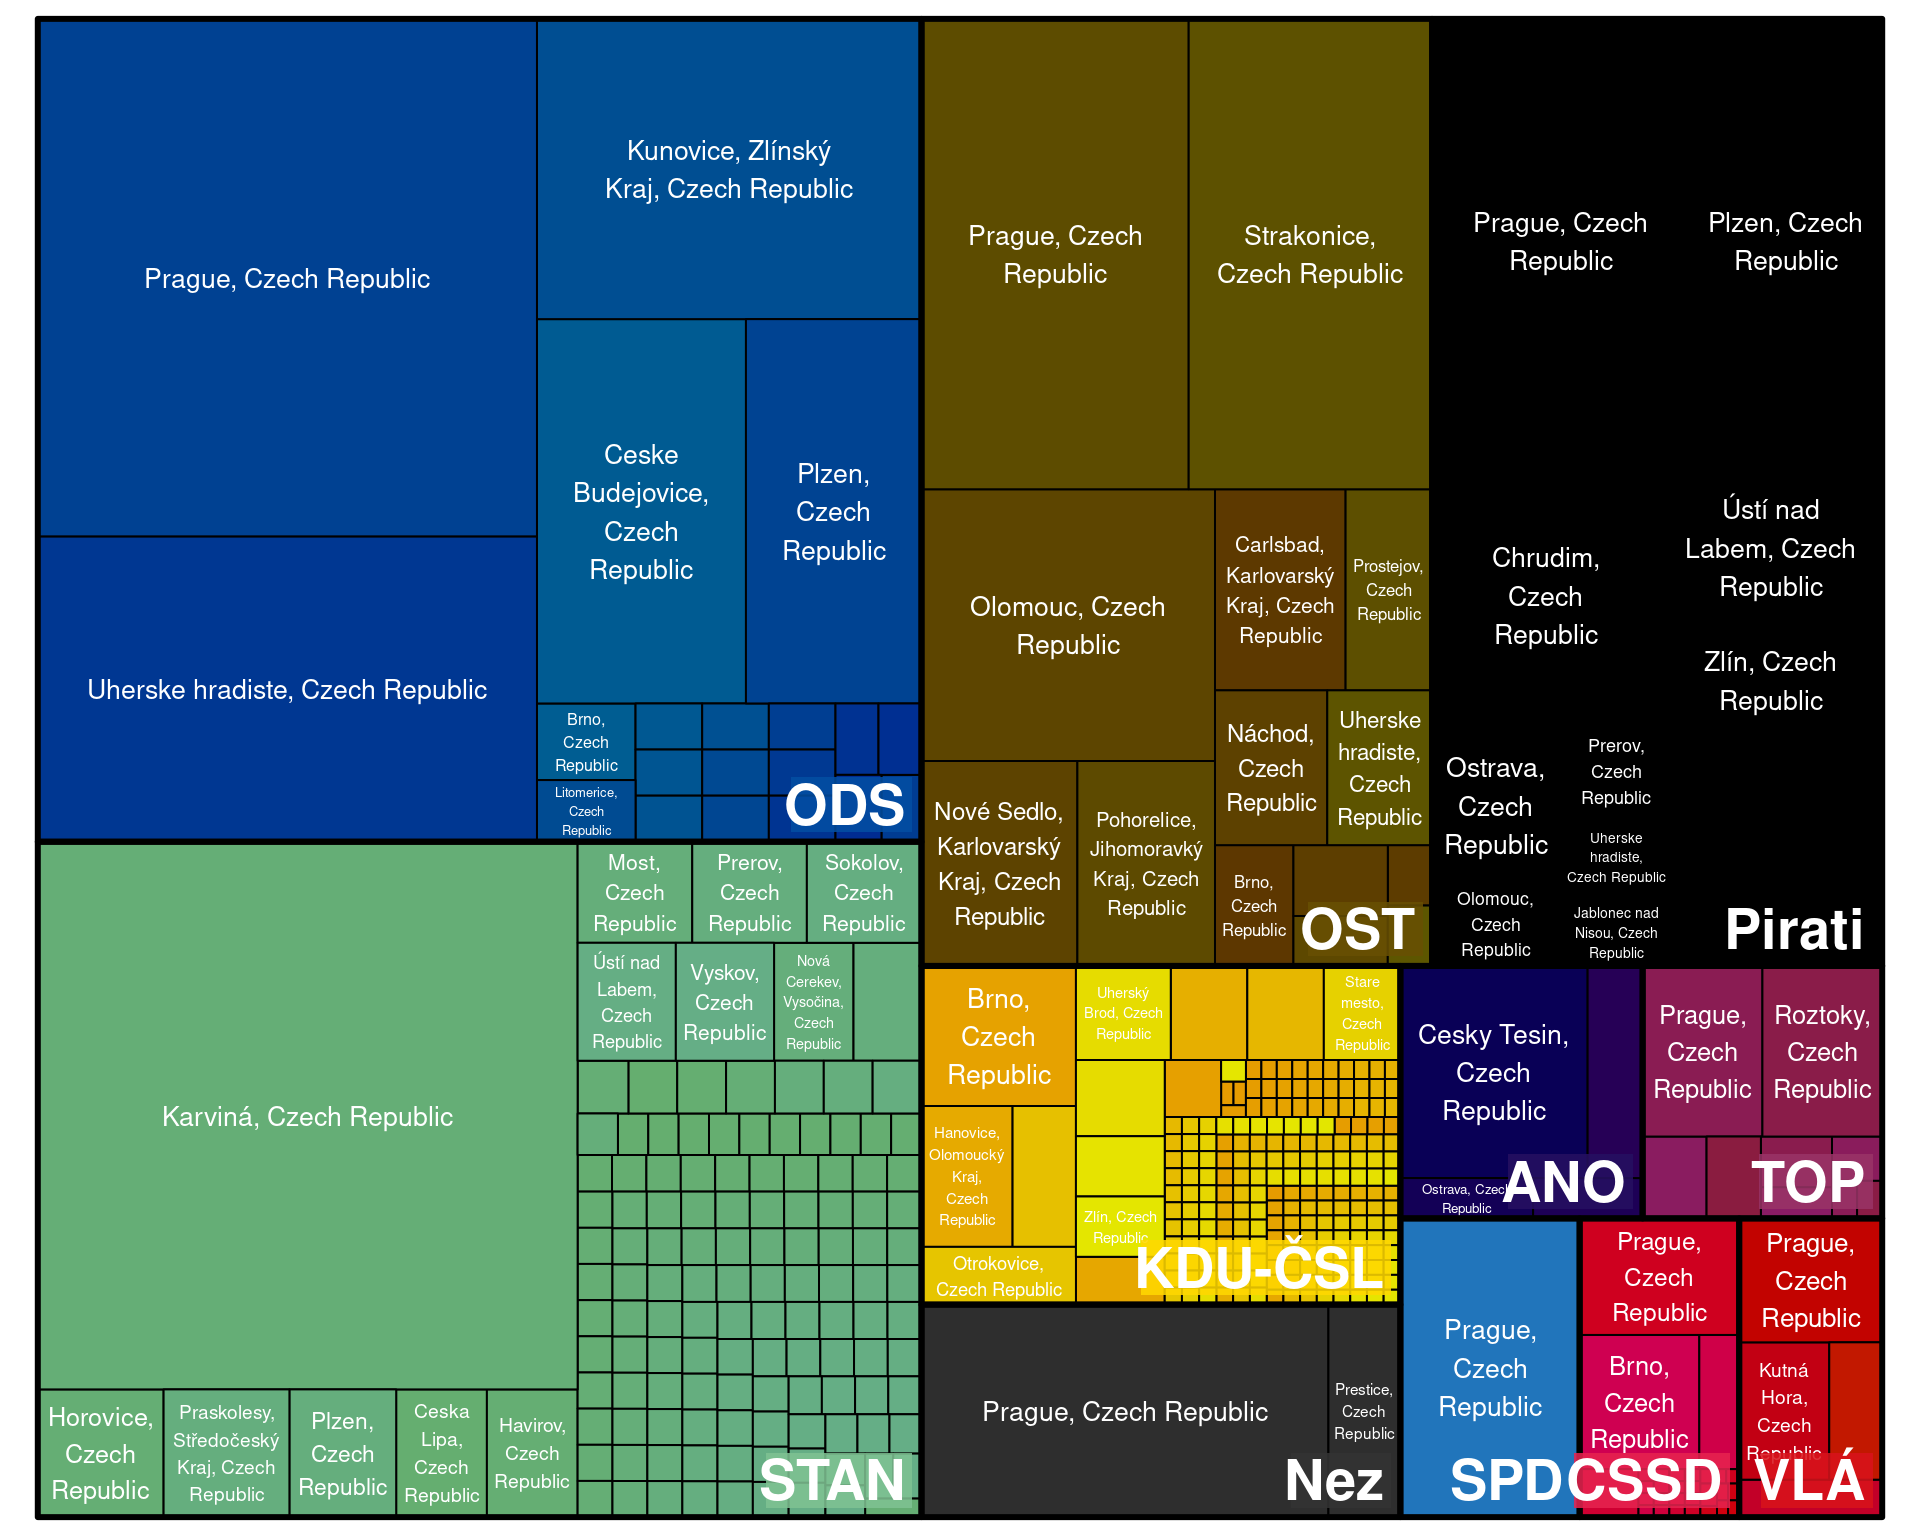 Prague, Czech Republic
Kunovice, Zlínský
Kraj, Czech Republic
Ceske
Budejovice,
Czech
Republic
Plzen,
Czech
Republic
Uherske hradiste, Czech Republic
Brno,
Czech
Republic
Litomerice,
Czech
Republic
ODS
Prague, Czech
Republic
Strakonice,
Czech Republic
Olomouc, Czech
Republic
Carlsbad,
Karlovarský
Kraj, Czech
Republic
Prostejov,
Czech
Republic
Náchod,
Czech
Republic
Uherske
hradiste,
Czech
Republic
Nové Sedlo,
Karlovarský
Kraj, Czech
Republic
Pohorelice,
Jihomoravký
Kraj, Czech
Republic
Brno,
Czech
Republic
OST
Prague, Czech
Republic
Plzen, Czech
Republic
Chrudim,
Czech
Republic
Ústí nad
Labem, Czech
Republic
Zlín, Czech
Republic
Ostrava,
Czech
Republic
Prerov,
Czech
Republic
Uherske
hradiste,
Czech Republic
Olomouc,
Czech
Republic
Jablonec nad
Nisou, Czech
Republic
Pirati
Karviná, Czech Republic
Most,
Czech
Republic
Prerov,
Czech
Republic
Sokolov,
Czech
Republic
Ústí nad
Labem,
Czech
Republic
Vyskov,
Czech
Republic
Nová
Cerekev,
Vysočina,
Czech
Republic
Horovice,
Czech
Republic
Praskolesy,
Středočeský
Kraj, Czech
Republic
Plzen,
Czech
Republic
Ceska
Lipa,
Czech
Republic
Havirov,
Czech
Republic
STAN
Brno,
Czech
Republic
Uherský
Brod, Czech
Republic
Stare
mesto,
Czech
Republic
Hanovice,
Olomoucký
Kraj,
Czech
Republic
Zlín, Czech
Republic
Otrokovice,
Czech Republic
KDU-ČSL
Cesky Tesin,
Czech
Republic
Ostrava, Czech
Republic
ANO
Prague,
Czech
Republic
Roztoky,
Czech
Republic
TOP
Prague, Czech Republic
Prestice,
Czech
Republic
Nez
Prague,
Czech
Republic
SPD
Prague,
Czech
Republic
Brno,
Czech
Republic
CSSD
Prague,
Czech
Republic
Kutná
Hora,
Czech
Republic
VLÁ